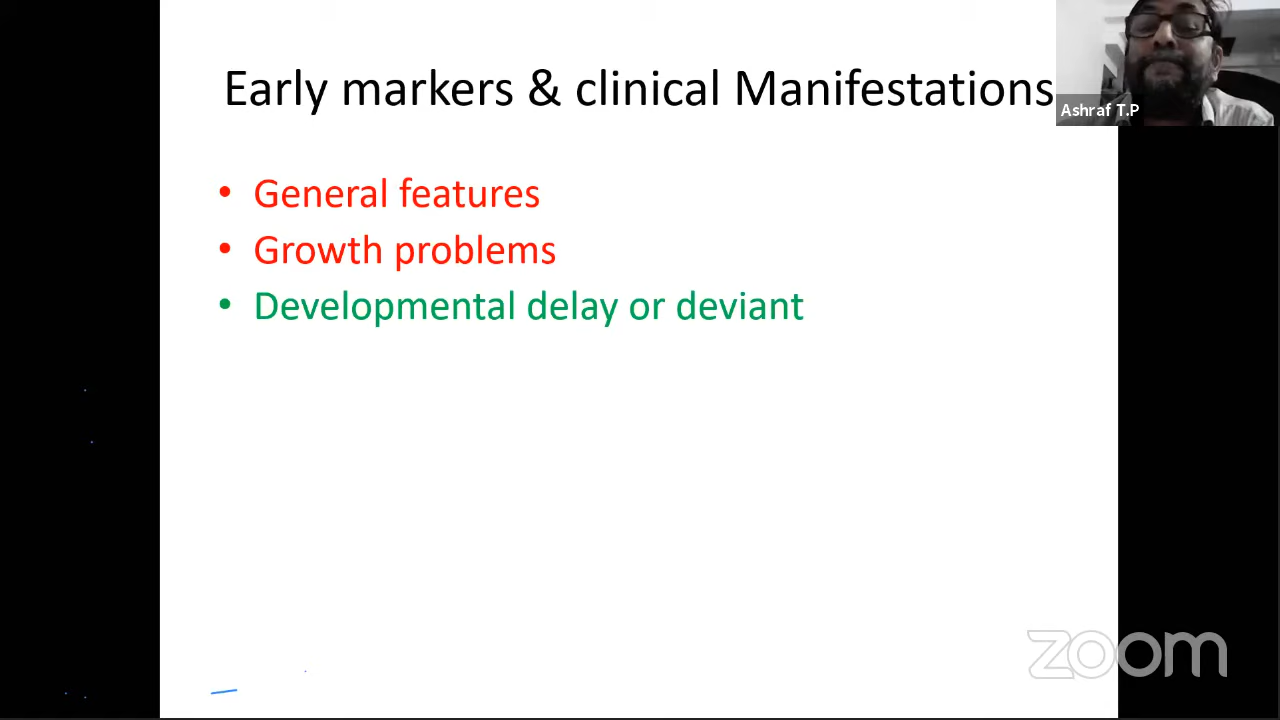 Early markers & clinical Manifestations
Ashraf T.P
• General features
• Growth problems
• Developmental delay or deviant
zoom